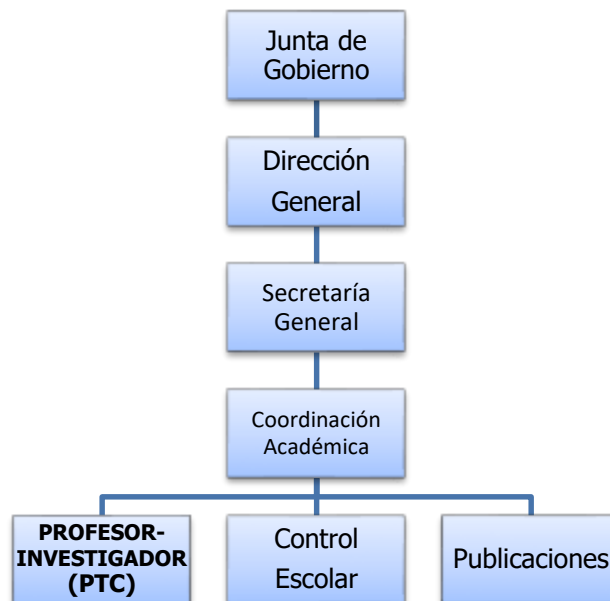 Junta de
Gobierno
Dirección
General
Secretaría
General
Coordinación
Académica
PROFESOR-
INVESTIGADOR
(PTC)
Control
Escolar
Publicaciones